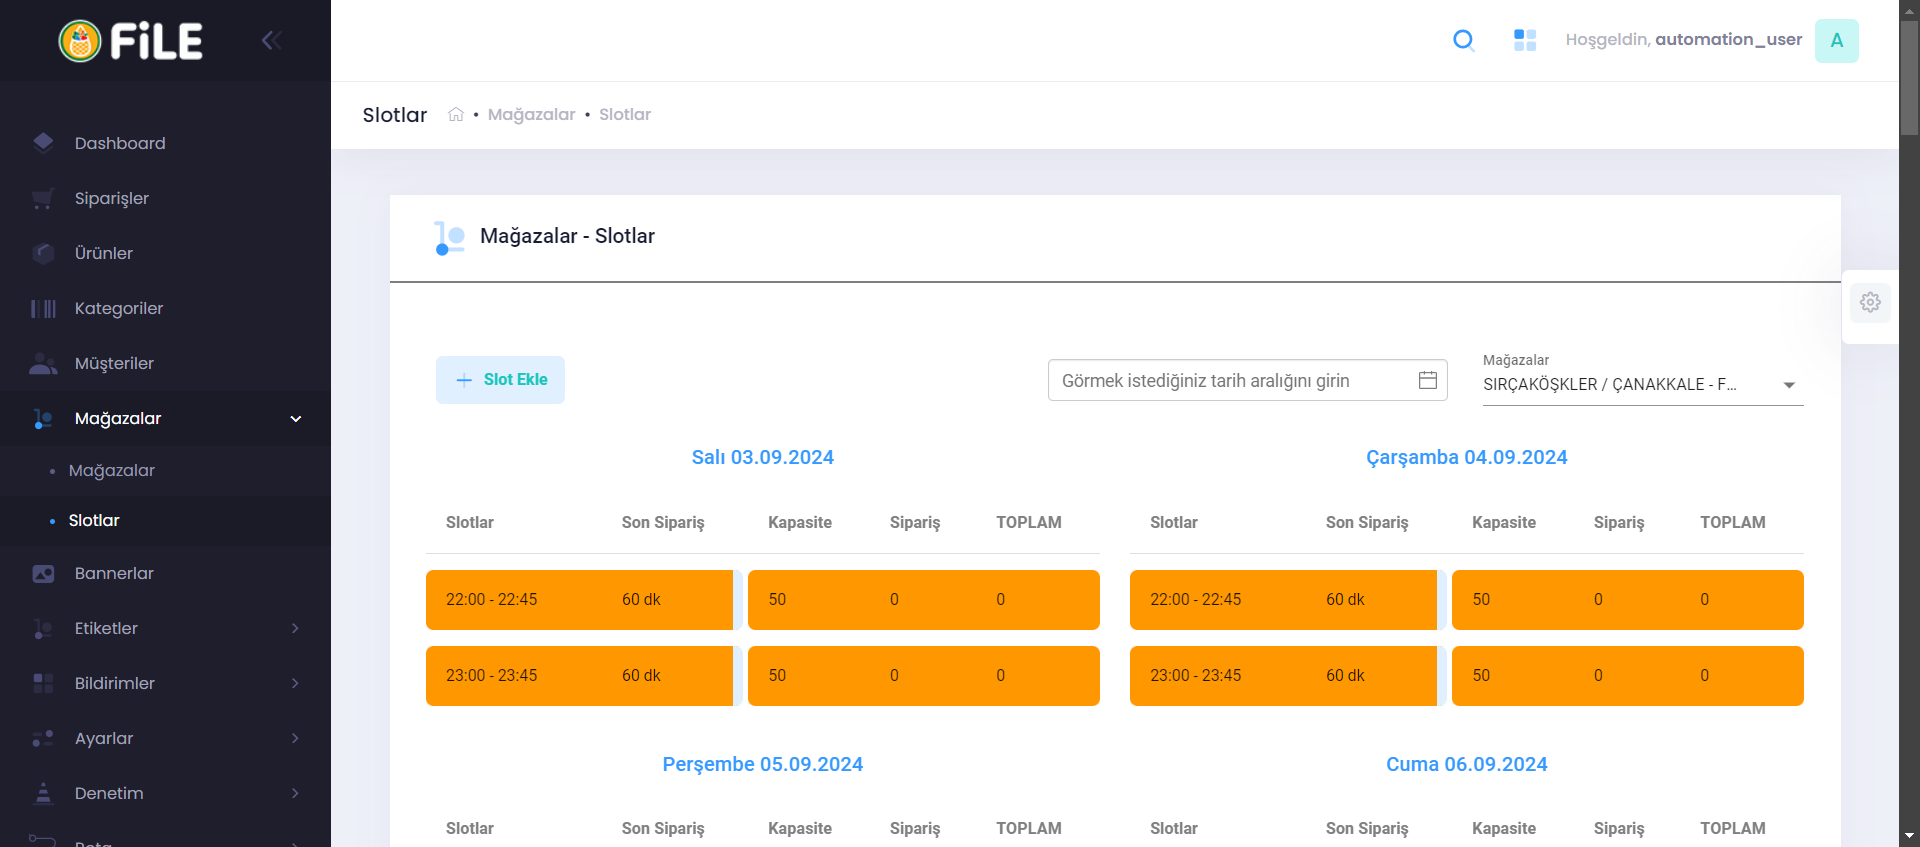 FiLE
Hoşgeldin, automation_user
A
Slotlar • Mağazalar • Slotlar
Dashboard
Siparişler
Ürünler
Kategoriler
Müşteriler
Mağazalar
• Mağazalar
• Slotlar
Bannerlar
Etiketler
Bildirimler
Ayarlar
Denetim
Mağazalar - Slotlar
Slot Ekle
Görmek istediğiniz tarih aralığını girin
Mağazalar
SIRÇAKÖŞKLER / ÇANAKKALE - F...
Salı 03.09.2024
Slotlar Son Sipariş Kapasite Sipariş TOPLAM
22:00 - 22:45 60 dk 50 0 0
23:00 - 23:45 60 dk 50 0 0
Çarşamba 04.09.2024
Slotlar Son Sipariş Kapasite Sipariş TOPLAM
22:00 - 22:45 60 dk 50 0 0
23:00 - 23:45 60 dk 50 0 0
Perşembe 05.09.2024
Slotlar Son Sipariş Kapasite Sipariş TOPLAM
Cuma 06.09.2024
Slotlar Son Sipariş Kapasite Sipariş TOPLAM